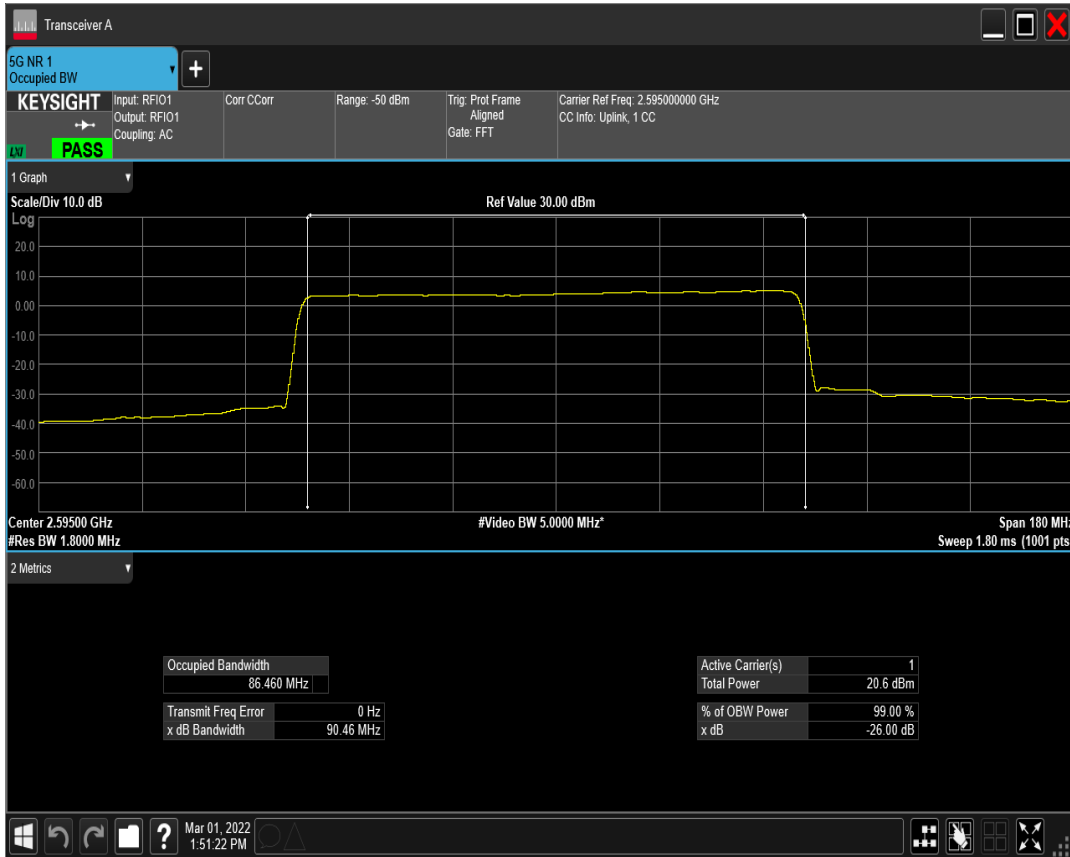 Transceiver A
5G NR 1
Occupied BW
+
KEYSIGHT
LXI
PASS
Input: RFIO1
Output: RFIO1
Coupling: AC
Corr CCorr
Range: -50 dBm
Trig: Prot Frame
Aligned
Gate: FFT
Carrier Ref Freq: 2.595000000 GHz
CC Info: Uplink, 1 CC
1 Graph
Scale/Div 10.0 dB
Ref Value 30.00 dBm
Log
20.0
10.0
0.00
-10.0
-20.0
-30.0
-40.0
-50.0
-60.0
Center 2.59500 GHz
#Video BW 5.0000 MHz*
Span 180 MHz
#Res BW 1.8000 MHz
Sweep 1.80 ms (1001 pts
2 Metrics
Occupied Bandwidth
86.460 MHz
Transmit Freq Error 0 Hz
x dB Bandwidth 90.46 MHz
Active Carrier(s) 1
Total Power 20.6 dBm
% of OBW Power 99.00 %
x dB -26.00 dB
?
Mar 01, 2022
1:51:22 PM